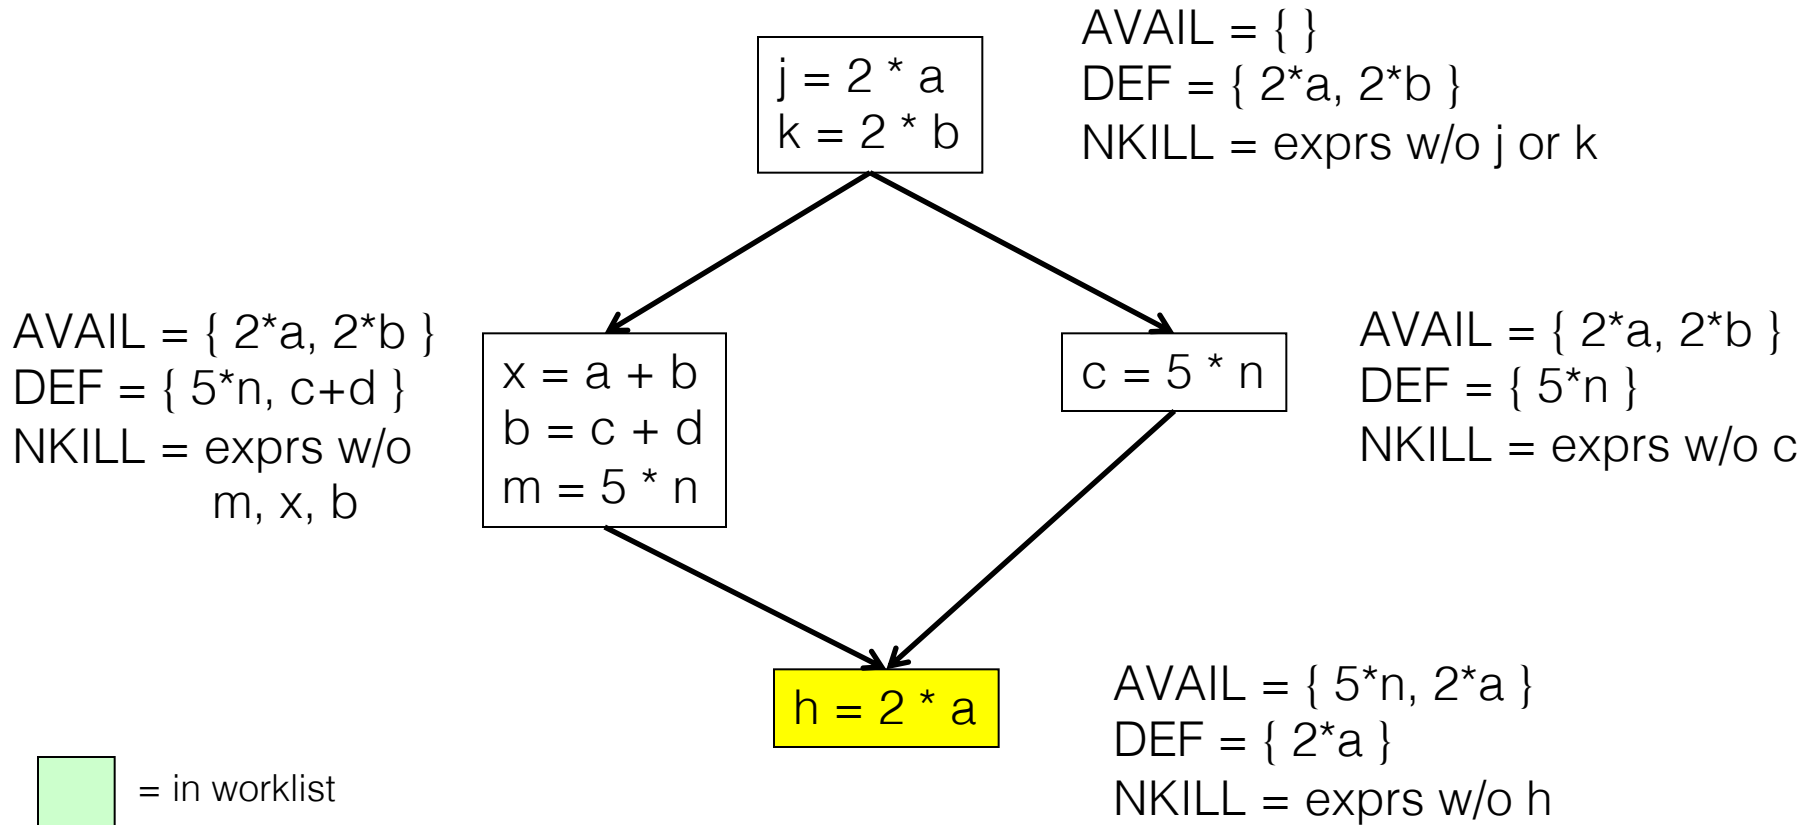 j = 2 * a
k = 2 * b
AVAIL = { }
DEF = { 2*a, 2*b }
NKILL = exprs w/o j or k
AVAIL = { 2*a, 2*b }
DEF = { 5*n, c+d }
NKILL = exprs w/o
m, x, b
x = a + b
b = c + d
m = 5 * n
c = 5 * n
AVAIL = { 2*a, 2*b }
DEF = { 5*n }
NKILL = exprs w/o c
h = 2 * a
AVAIL = { 5*n, 2*a }
DEF = { 2*a }
NKILL = exprs w/o h
= in worklist